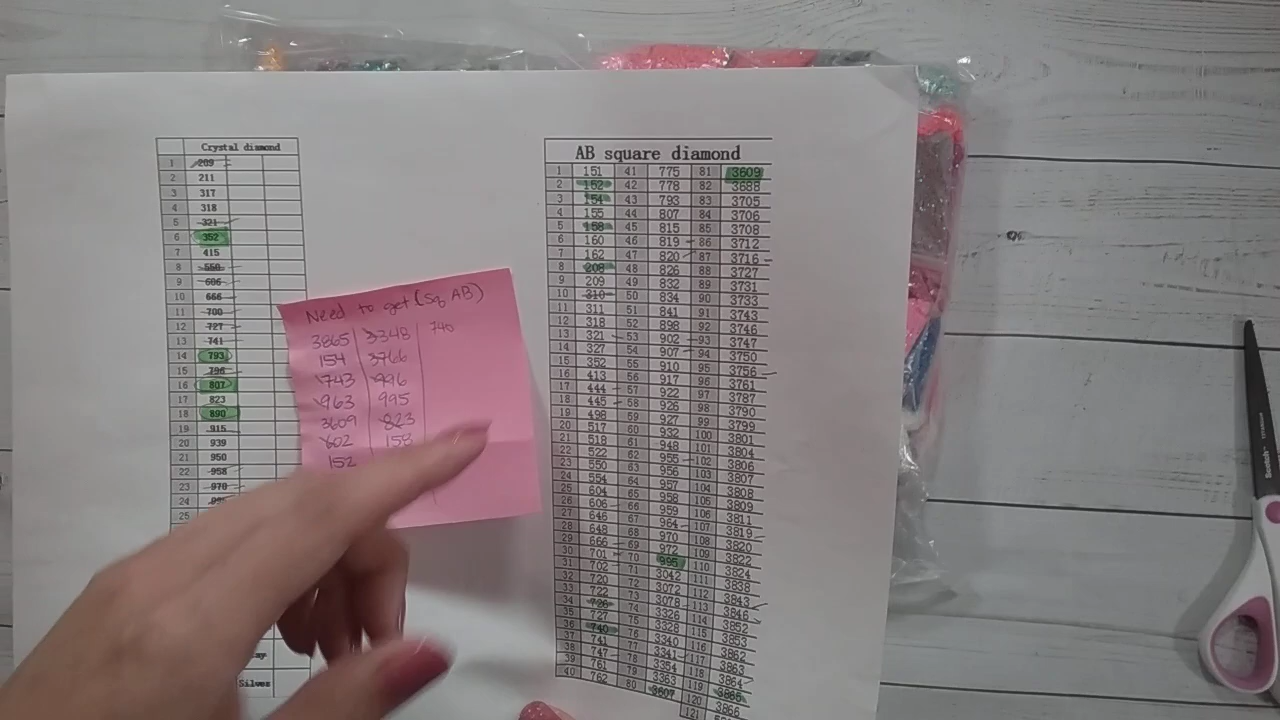 Crystal diamond
1 209
2 211
3 317
4 318
5 321
6 352
7 415
8 550
9 606
10 666
11 700
12 727
13 741
14 793
15 796
16 807
17 823
18 890
19 915
20 939
21 950
22 958
23 970
24
25
Silver
Need to get (Sq AB)
3865 3348 740
154 3766
743 996
963 995
3609 823
602 158
152
AB square diamond
1 151 41 775 81 3609
2 152 42 778 82 3688
3 154 43 793 83 3705
4 155 44 807 84 3706
5 158 45 815 85 3708
6 160 46 819 86 3712
7 162 47 820 87 3716
8 208 48 826 88 3727
9 209 49 832 89 3731
10 310 50 834 90 3733
11 311 51 841 91 3743
12 318 52 898 92 3746
13 321 53 902 93 3747
14 327 54 907 94 3750
15 352 55 910 95 3756
16 413 56 917 96 3761
17 444 57 922 97 3787
18 445 58 926 98 3790
19 498 59 927 99 3799
20 517 60 932 100 3801
21 518 61 948 101 3804
22 522 62 955 102 3806
23 550 63 956 103 3807
24 554 64 957 104 3808
25 604 65 958 105 3809
26 606 66 959 106 3811
27 646 67 964 107 3819
28 648 68 970 108 3820
29 666 69 972 109 3822
30 701 70 995 110 3824
31 702 71 3042 111 3838
32 720 72 3072 112 3843
33 722 73 3078 113 3846
34 726 74 3326 114 3852
35 727 75 3328 115 3853
36 740 76 3340 116 3862
37 741 77 3341 117 3863
38 747 78 3354 118 3864
39 761 79 3363 119 3865
40 762 80 3607 120 3866
121